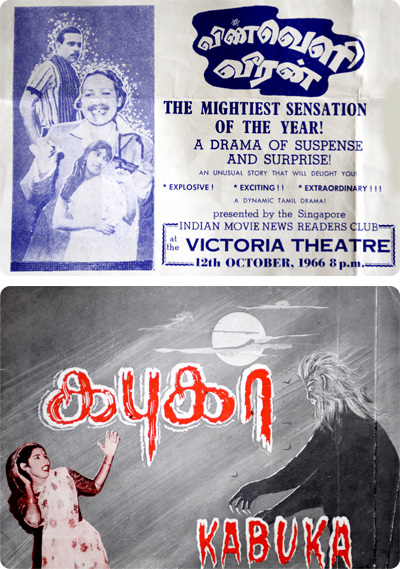 விண்வெளி
வீரன்
THE MIGHTIEST SENSATION
OF THE YEAR!
A DRAMA OF SUSPENSE
AND SURPRISE!
AN UNUSUAL STORY THAT WILL DELIGHT YOU!
* EXPLOSIVE ! * EXCITING ! ! * EXTRAORDINARY ! ! !
A DYNAMIC TAMIL DRAMA!
presented by the Singapore
INDIAN MOVIE NEWS READERS CLUB
at the VICTORIA THEATRE
12th OCTOBER, 1966 8 p.m.
கபுகா
KABUKA